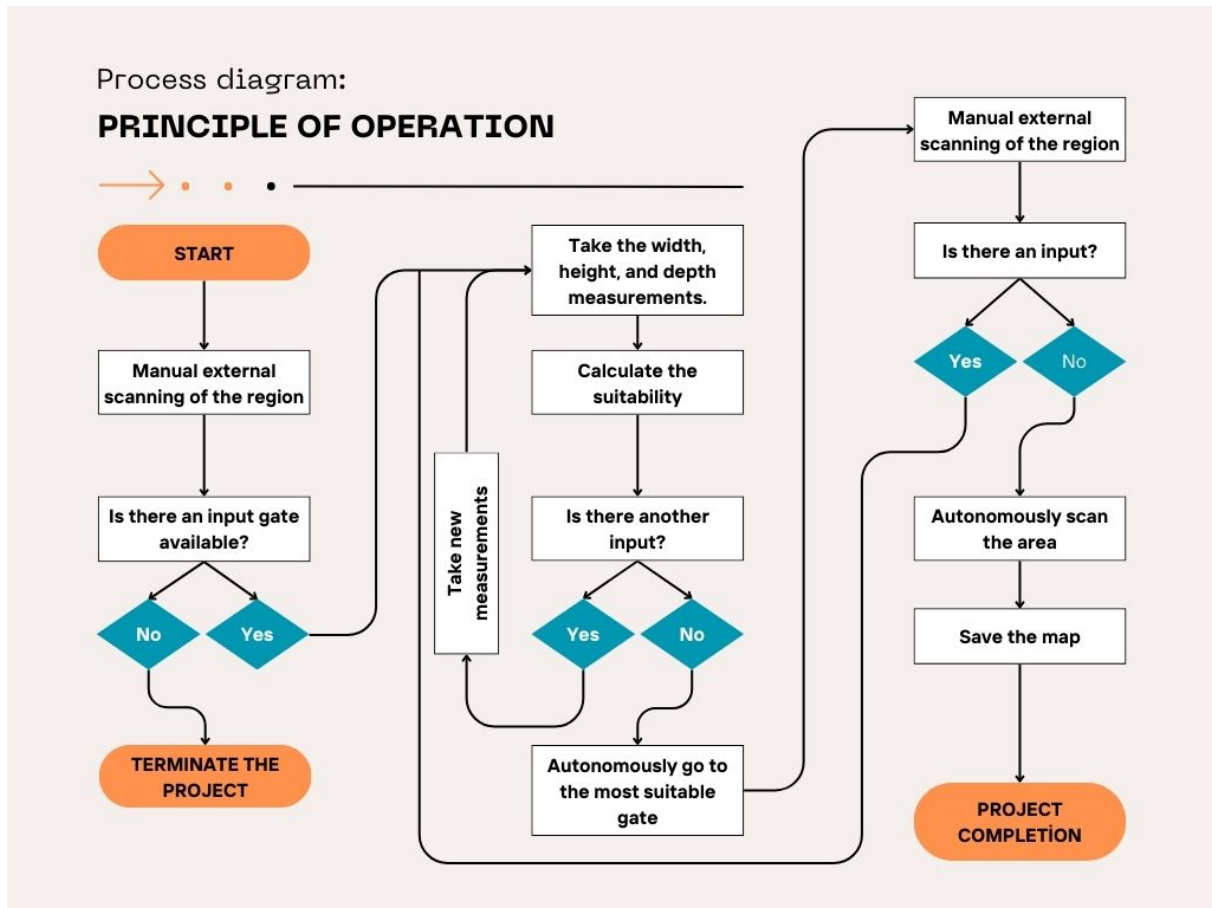 Process diagram:
PRINCIPLE OF OPERATION
START
Manual external
scanning of the region
Is there an input gate
available?
No
Yes
TERMINATE THE
PROJECT
Take the width,
height, and depth
measurements.
Calculate the
suitability
Take new
measurements
Is there another
input?
Yes
No
Autonomously go to
the most suitable
gate
Manual external
scanning of the region
Is there an input?
Yes
No
Autonomously scan
the area
Save the map
PROJECT
COMPLETİON